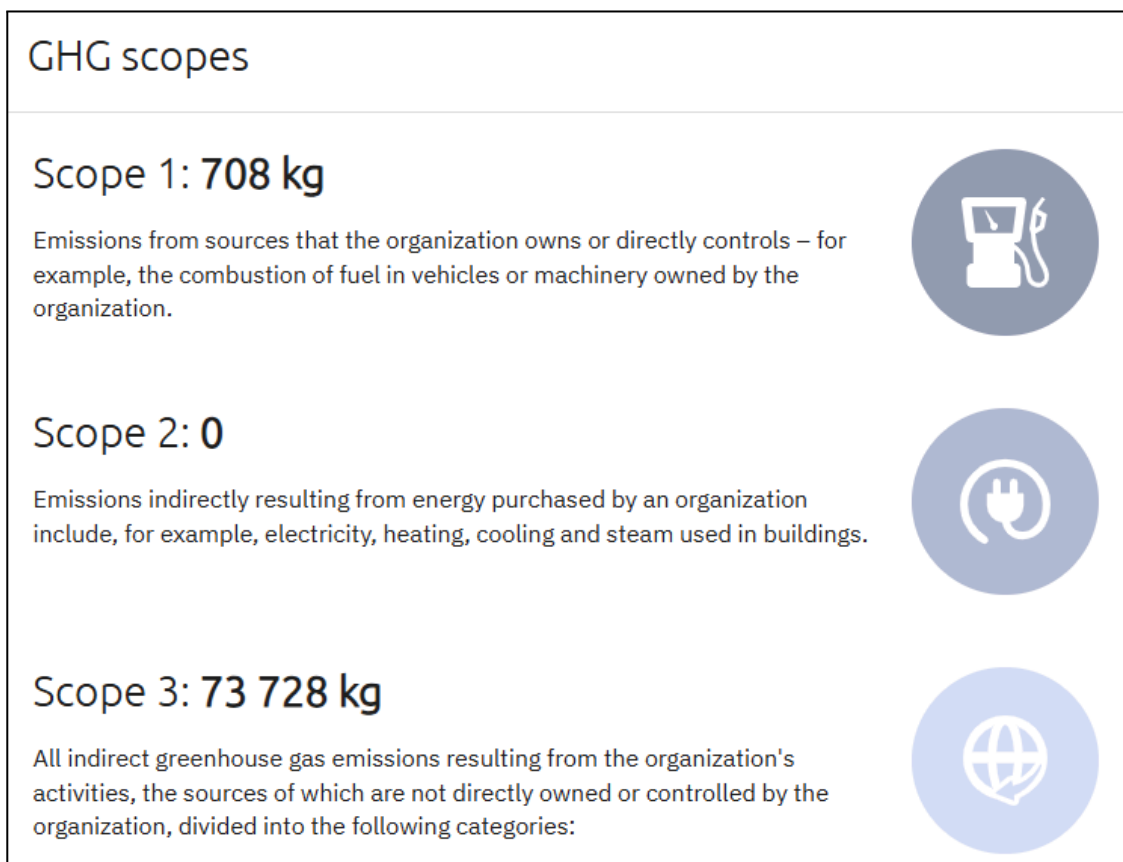 GHG scopes
Scope 1: 708 kg
Emissions from sources that the organization owns or directly controls – for
example, the combustion of fuel in vehicles or machinery owned by the
organization.
Scope 2: 0
Emissions indirectly resulting from energy purchased by an organization
include, for example, electricity, heating, cooling and steam used in buildings.
Scope 3: 73 728 kg
All indirect greenhouse gas emissions resulting from the organization's
activities, the sources of which are not directly owned or controlled by the
organization, divided into the following categories: